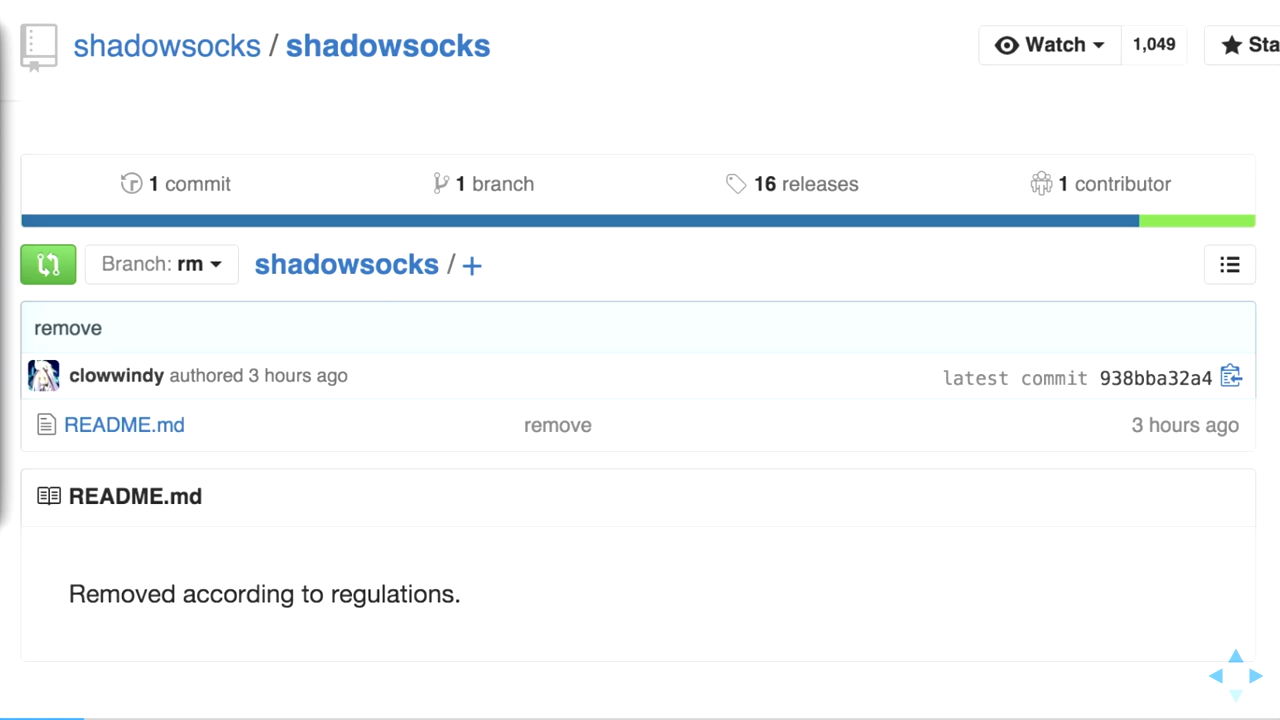 shadowsocks / shadowsocks
Watch 1,049
1 commit 1 branch 16 releases 1 contributor
Branch: rm shadowsocks / +
remove
clowwindy authored 3 hours ago latest commit 938bba32a4
README.md remove 3 hours ago
README.md
Removed according to regulations.